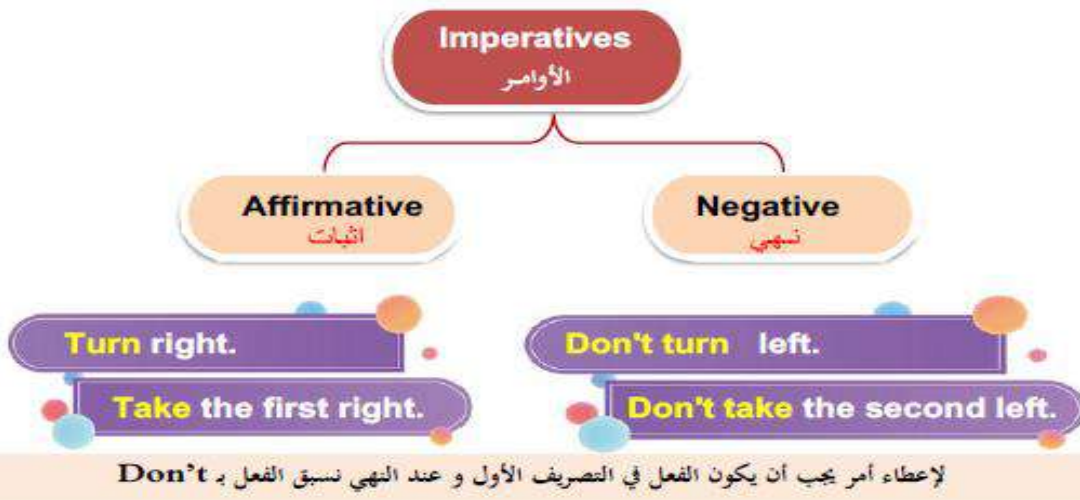 Imperatives
الأوامر
Affirmative
اثبات
Negative
نهي
Turn right.
Take the first right.
Don't turn left.
Don't take the second left.
لإعطاء أمر يجب أن يكون الفعل في التصريف الأول و عند النهي نسبق الفعل بـ Don't